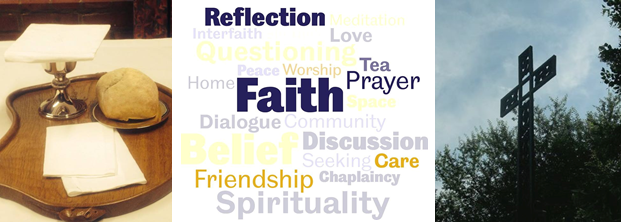 Reflection Meditation
Interfaith Love
Questioning
Peace Worship Tea
Home Faith Prayer
Space
Dialogue Community
Belief Discussion
Seeking Care
Friendship Chaplaincy
Spirituality